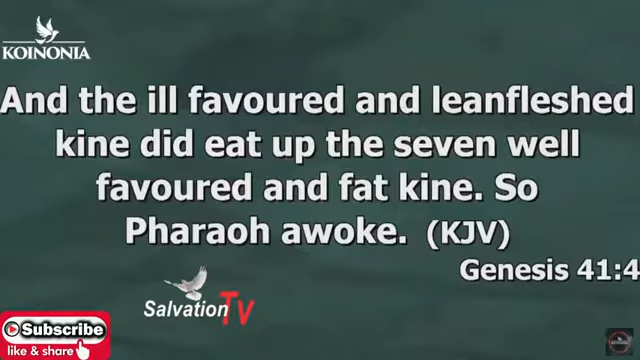 KOINONIA
And the ill favoured and leanfleshed
kine did eat up the seven well
favoured and fat kine. So
Pharaoh awoke. (KJV)
Genesis 41:4
Salvation TV
Subscribe
like & share